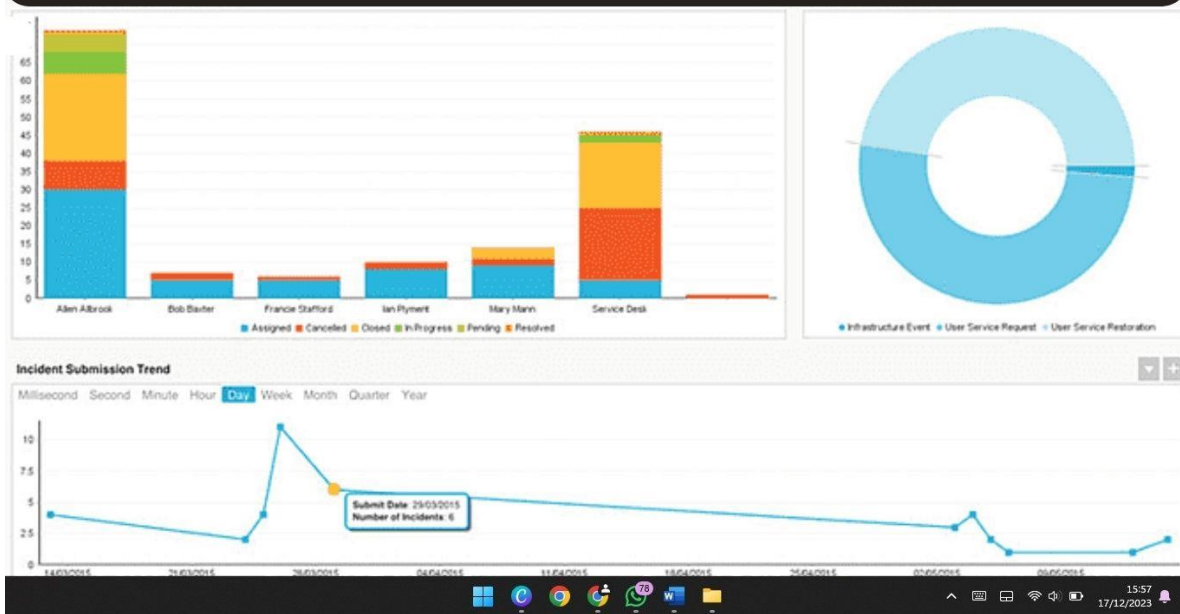 65
60
55
50
45
40
35
30
25
20
15
10
5
0
Allen Allbrook Bob Baxter Francie Stafford Ian Plyment Mary Mann Service Desk
Assigned Cancelled Closed In Progress Pending Resolved
Infrastructure Event User Service Request User Service Restoration
Incident Submission Trend
Millisecond Second Minute Hour Day Week Month Quarter Year
10
7.5
5
2.5
0
Submit Date: 29/03/2015
Number of Incidents: 6
14/03/2015 21/03/2015 28/03/2015 04/04/2015 11/04/2015 18/04/2015 25/04/2015 02/05/2015 09/05/2015
78
15:57
17/12/2023